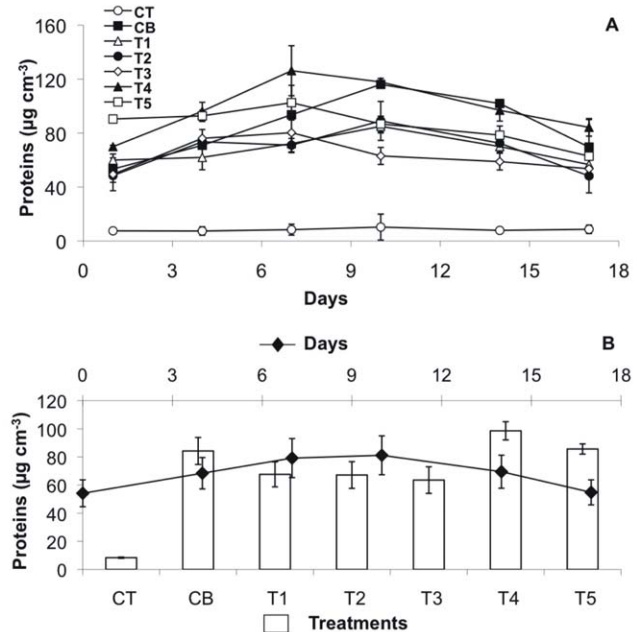 CT
CB
T1
T2
T3
T4
T5
A
160
120
80
40
0
Proteins (µg cm-3)
0 3 6 9 12 15 18
Days
Days
B
0 3 6 9 12 15 18
120
100
80
60
40
20
0
Proteins (µg cm-3)
CT CB T1 T2 T3 T4 T5
Treatments